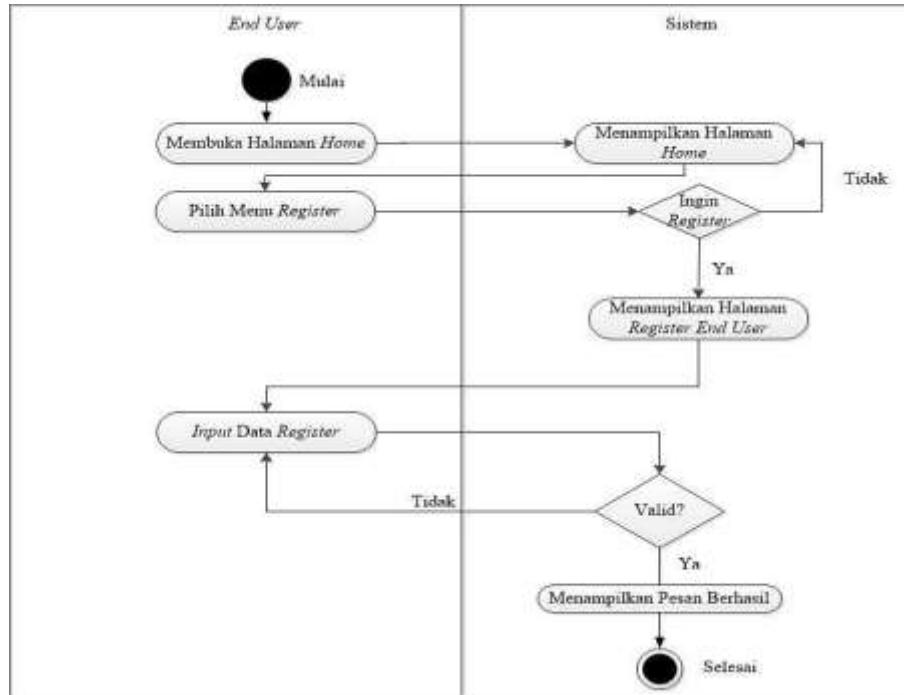 End User
Sistem
Mulai
Membuka Halaman Home
Menampilkan Halaman
Home
Tidak
Pilih Menu Register
Ingin
Register
Ya
Menampilkan Halaman
Register End User
Input Data Register
Tidak
Valid?
Ya
Menampilkan Pesan Berhasil
Selesai